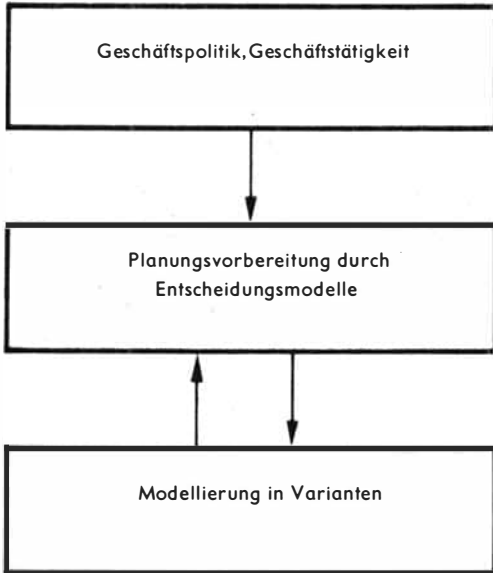 Geschäftspolitik,Geschäftstätigkeit
Planungsvorbereitung durch
Entscheidungsmodelle
Modellierung in Varianten